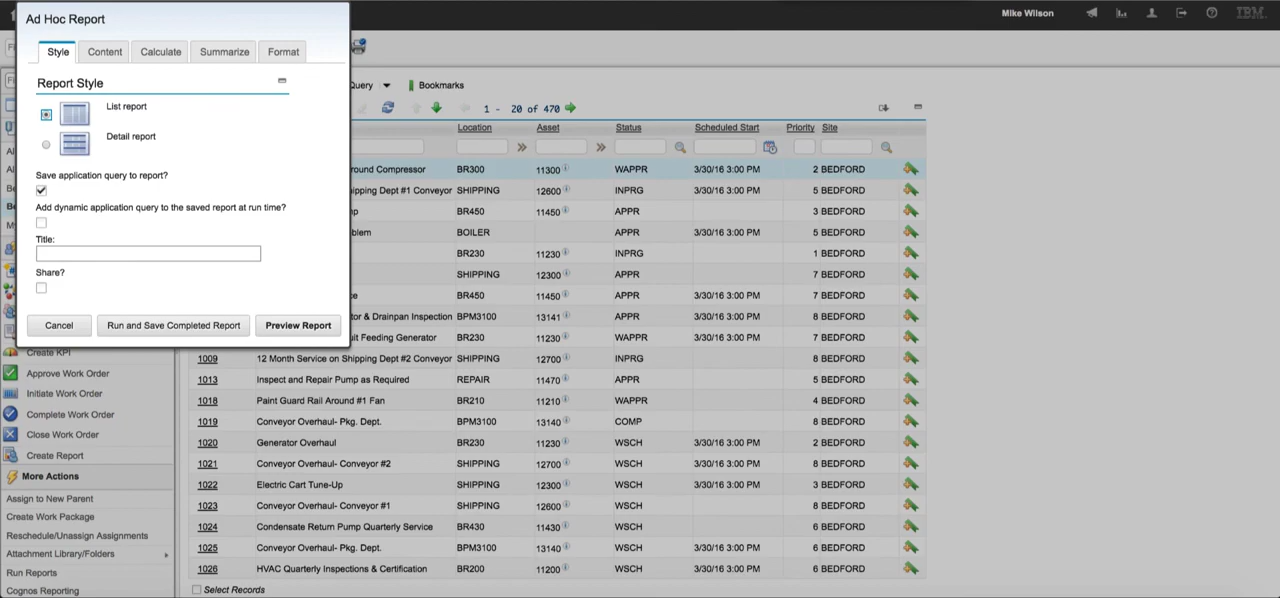 Ad Hoc Report
Mike Wilson
IBM
Style Content Calculate Summarize Format
Report Style
List report
Detail report
Save application query to report?
Add dynamic application query to the saved report at run time?
Title:
Share?
Cancel Run and Save Completed Report Preview Report
Query Bookmarks
1 - 20 of 470
Location Asset Status Scheduled Start Priority Site
round Compressor BR300 11300 WAPPR 3/30/16 3:00 PM 2 BEDFORD
ipping Dept #1 Conveyor SHIPPING 12600 INPRG 3/30/16 3:00 PM 5 BEDFORD
p BR450 11450 APPR 3 BEDFORD
blem BOILER APPR 3/30/16 3:00 PM 5 BEDFORD
BR230 11230 INPRG 1 BEDFORD
SHIPPING 12300 APPR 7 BEDFORD
e BR450 11450 APPR 3/30/16 3:00 PM 7 BEDFORD
tor & Drainpan Inspection BPM3100 13141 APPR 3/30/16 3:00 PM 8 BEDFORD
uit Feeding Generator BR230 11230 WAPPR 3/30/16 3:00 PM 7 BEDFORD
1009 12 Month Service on Shipping Dept #2 Conveyor SHIPPING 12700 INPRG 8 BEDFORD
1013 Inspect and Repair Pump as Required REPAIR 11470 APPR 5 BEDFORD
1018 Paint Guard Rail Around #1 Fan BR210 11210 WAPPR 4 BEDFORD
1019 Conveyor Overhaul- Pkg. Dept. BPM3100 13140 COMP 8 BEDFORD
1020 Generator Overhaul BR230 11230 WSCH 3/30/16 3:00 PM 2 BEDFORD
1021 Conveyor Overhaul- Conveyor #2 SHIPPING 12700 WSCH 3/30/16 3:00 PM 8 BEDFORD
1022 Electric Cart Tune-Up SHIPPING 12300 WSCH 3/30/16 3:00 PM 3 BEDFORD
1023 Conveyor Overhaul- Conveyor #1 SHIPPING 12600 WSCH 8 BEDFORD
1024 Condensate Return Pump Quarterly Service BR430 11430 WSCH 6 BEDFORD
1025 Conveyor Overhaul- Pkg. Dept. BPM3100 13140 WSCH 3/30/16 3:00 PM 6 BEDFORD
1026 HVAC Quarterly Inspections & Certification BR200 11200 WSCH 3/30/16 3:00 PM 6 BEDFORD
Select Records
Create KPI
Approve Work Order
Initiate Work Order
Complete Work Order
Close Work Order
Create Report
More Actions
Assign to New Parent
Create Work Package
Reschedule/Unassign Assignments
Attachment Library/Folders
Run Reports
Cognos Reporting